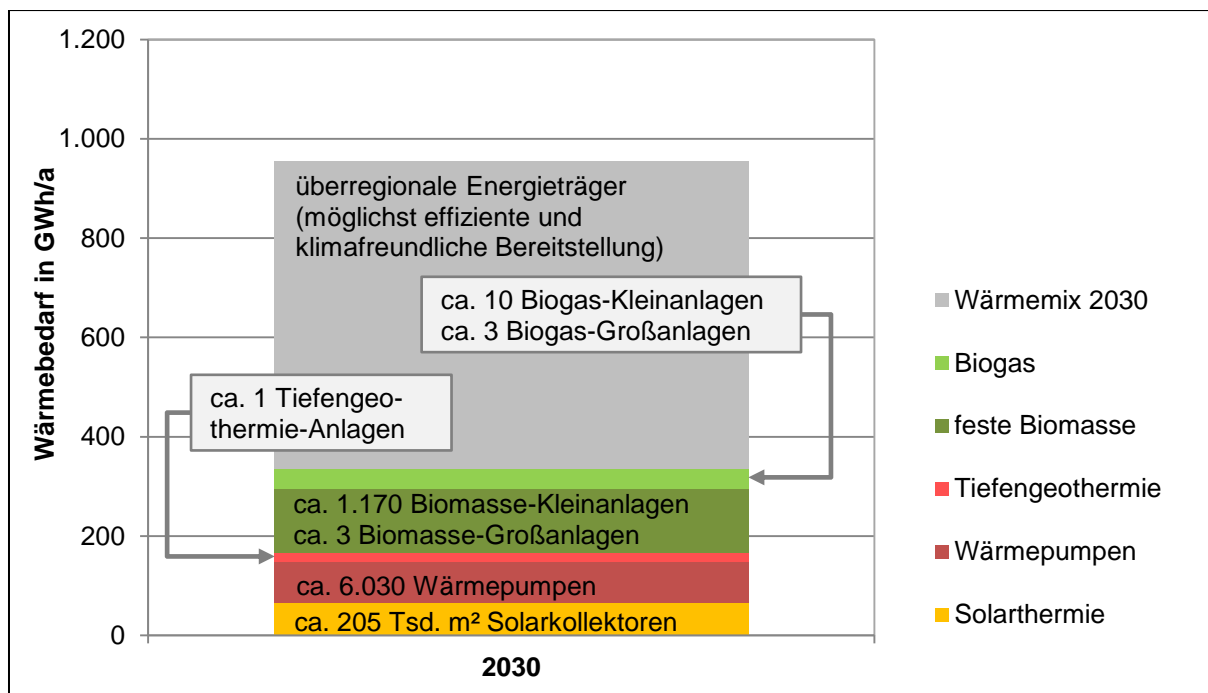 1.200
1.000
800
600
400
200
0
Wärmebedarf in GWh/a
überregionale Energieträger
(möglichst effiziente und
klimafreundliche Bereitstellung)
ca. 10 Biogas-Kleinanlagen
ca. 3 Biogas-Großanlagen
ca. 1 Tiefengeo-
thermie-Anlagen
ca. 1.170 Biomasse-Kleinanlagen
ca. 3 Biomasse-Großanlagen
ca. 6.030 Wärmepumpen
ca. 205 Tsd. m² Solarkollektoren
2030
Wärmemix 2030
Biogas
feste Biomasse
Tiefengeothermie
Wärmepumpen
Solarthermie